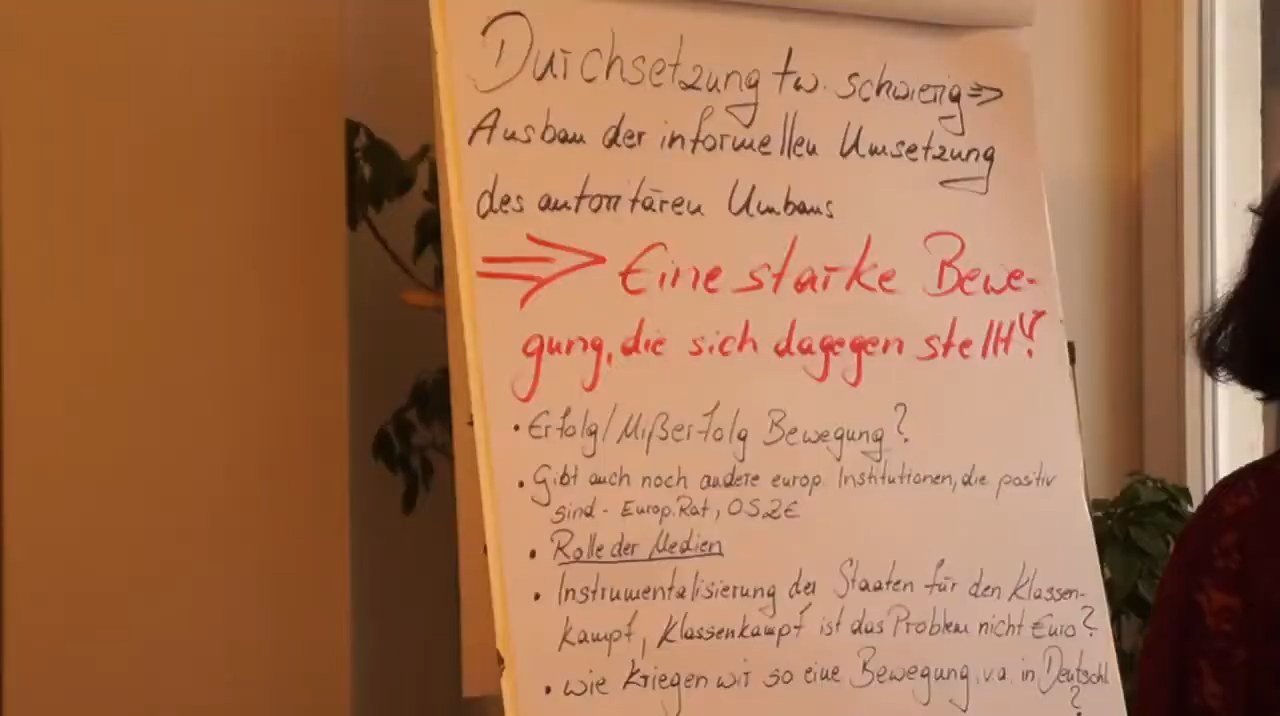 Durchsetzung tw. schwierig ⇒
Ausbau der informellen Umsetzung
des autoritären Umbaus
⇒ Eine starke Bewe-
gung, die sich dagegen stellt!
• Erfolg/Mißerfolg Bewegung?
• Gibt auch noch andere europ. Institutionen, die positiv
sind - Europ. Rat, OSZE
• Rolle der Medien
• Instrumentalisierung der Staaten für den Klassen-
kampf, Klassenkampf ist das Problem nicht Euro?
• wie kriegen wir so eine Bewegung, v.a. in Deutschl
?